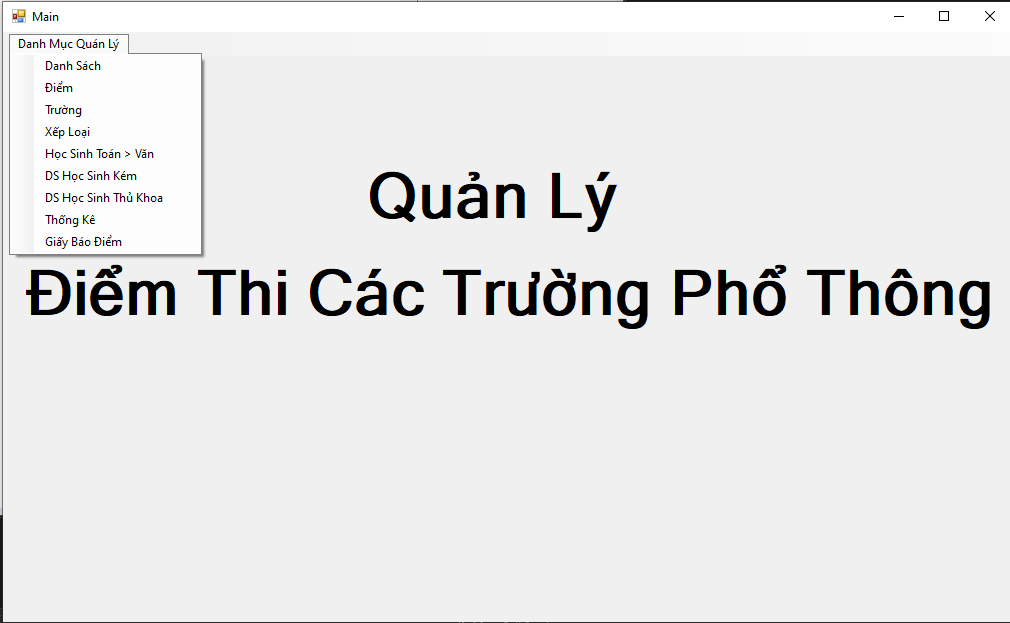 Main
Danh Mục Quán Lý
Danh Sách
Điểm
Trường
Xếp Loại
Học Sinh Toán > Văn
DS Học Sinh Kém
DS Học Sinh Thủ Khoa
Thống Kê
Giấy Báo Điểm
Quản Lý
Điểm Thi Các Trường Phổ Thông